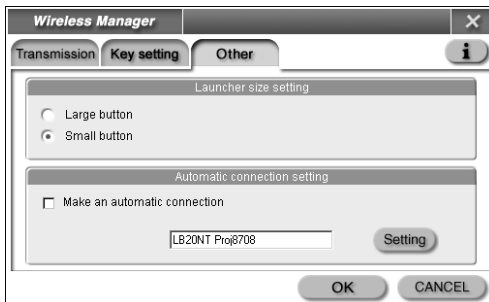 Wireless Manager
Transmission Key setting Other
i
Launcher size setting
Large button
Small button
Automatic connection setting
Make an automatic connection
LB20NT Proj8708 Setting
OK CANCEL